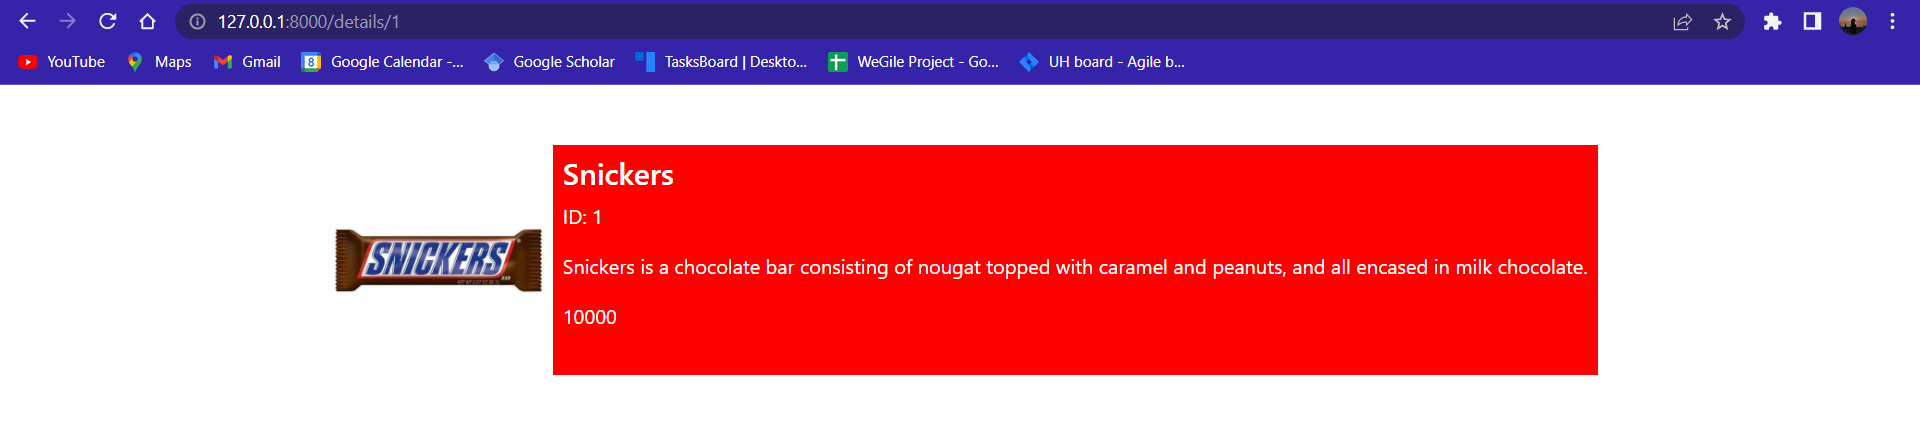 127.0.0.1:8000/details/1
YouTube Maps Gmail Google Calendar -... Google Scholar TasksBoard | Deskto... WeGile Project - Go... UH board - Agile b...
Snickers
ID: 1
SNICKERS
Snickers is a chocolate bar consisting of nougat topped with caramel and peanuts, and all encased in milk chocolate.
10000